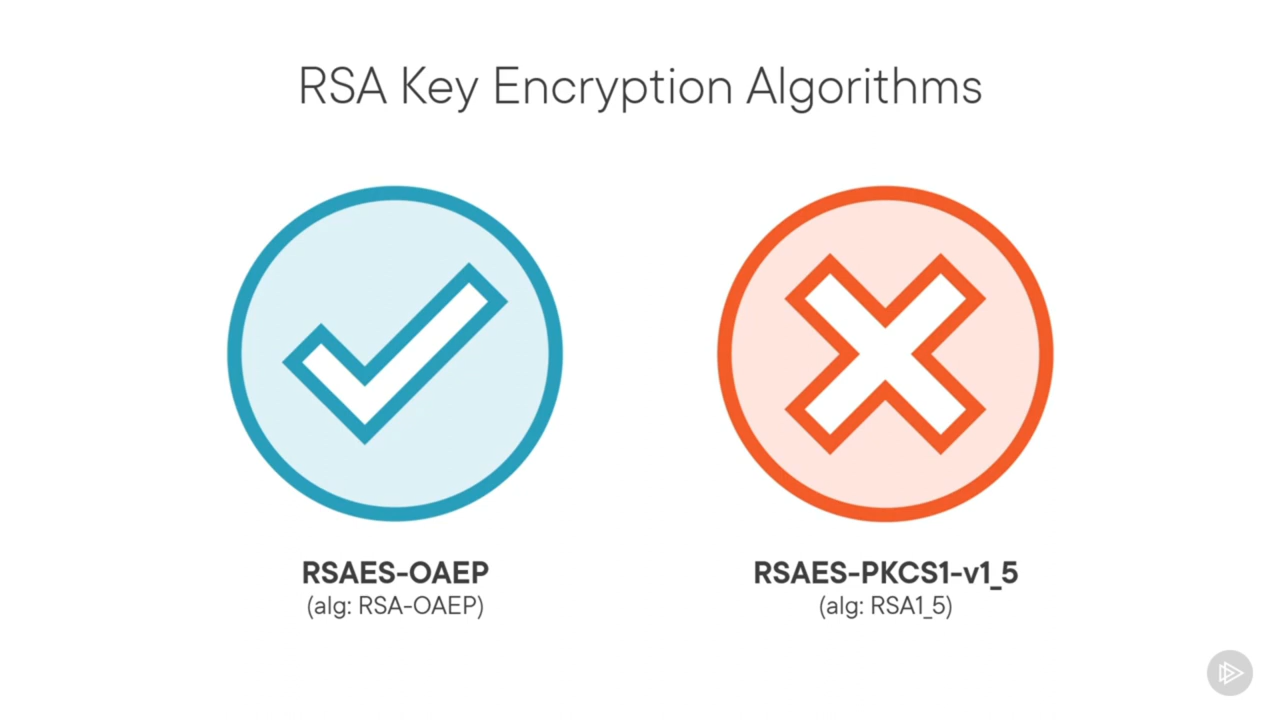 RSA Key Encryption Algorithms
RSAES-OAEP
(alg: RSA-OAEP)
RSAES-PKCS1-v1_5
(alg: RSA1_5)